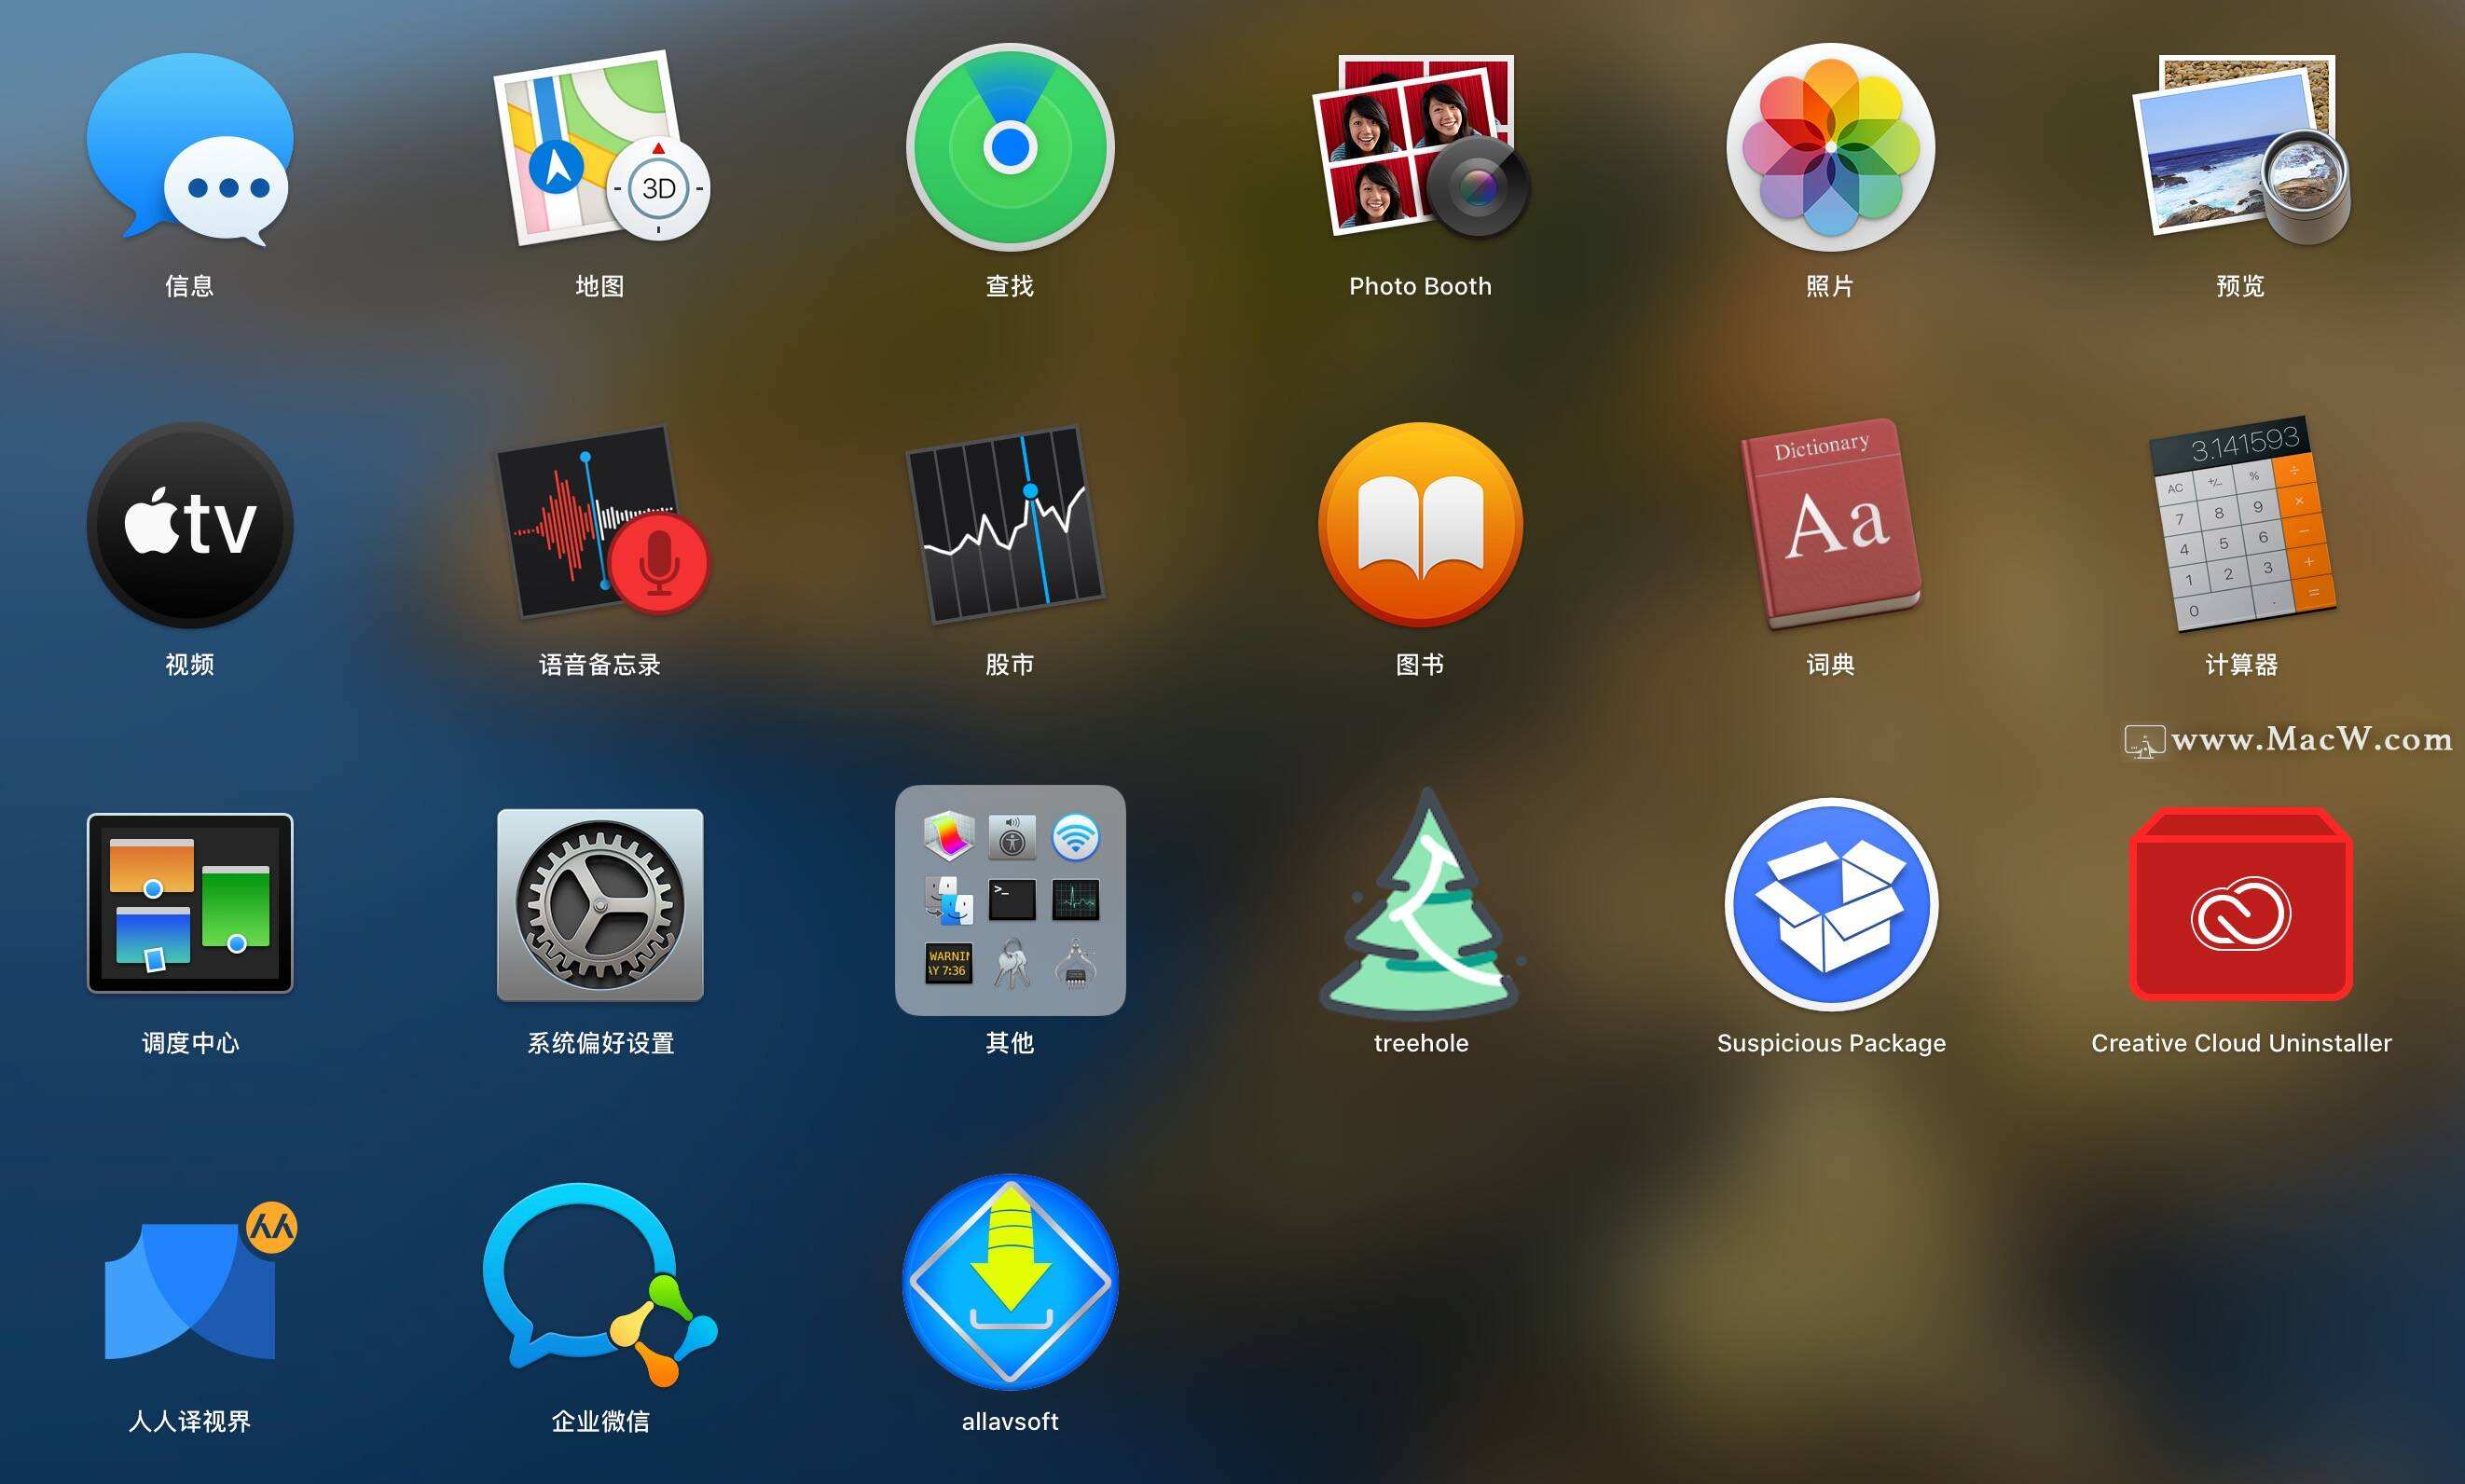 3D
信息
地图
查找
Photo Booth
照片
预览
tv
Dictionary
Aa
3.141593
AC +/- % ÷
7 8 9 ×
4 5 6 −
1 2 3 +
0 . =
视频
语音备忘录
股市
图书
词典
计算器
www.MacW.com
>_
WARNIN
AY 7:36
调度中心
系统偏好设置
其他
treehole
Suspicious Package
Creative Cloud Uninstaller
人人译视界
企业微信
allavsoft